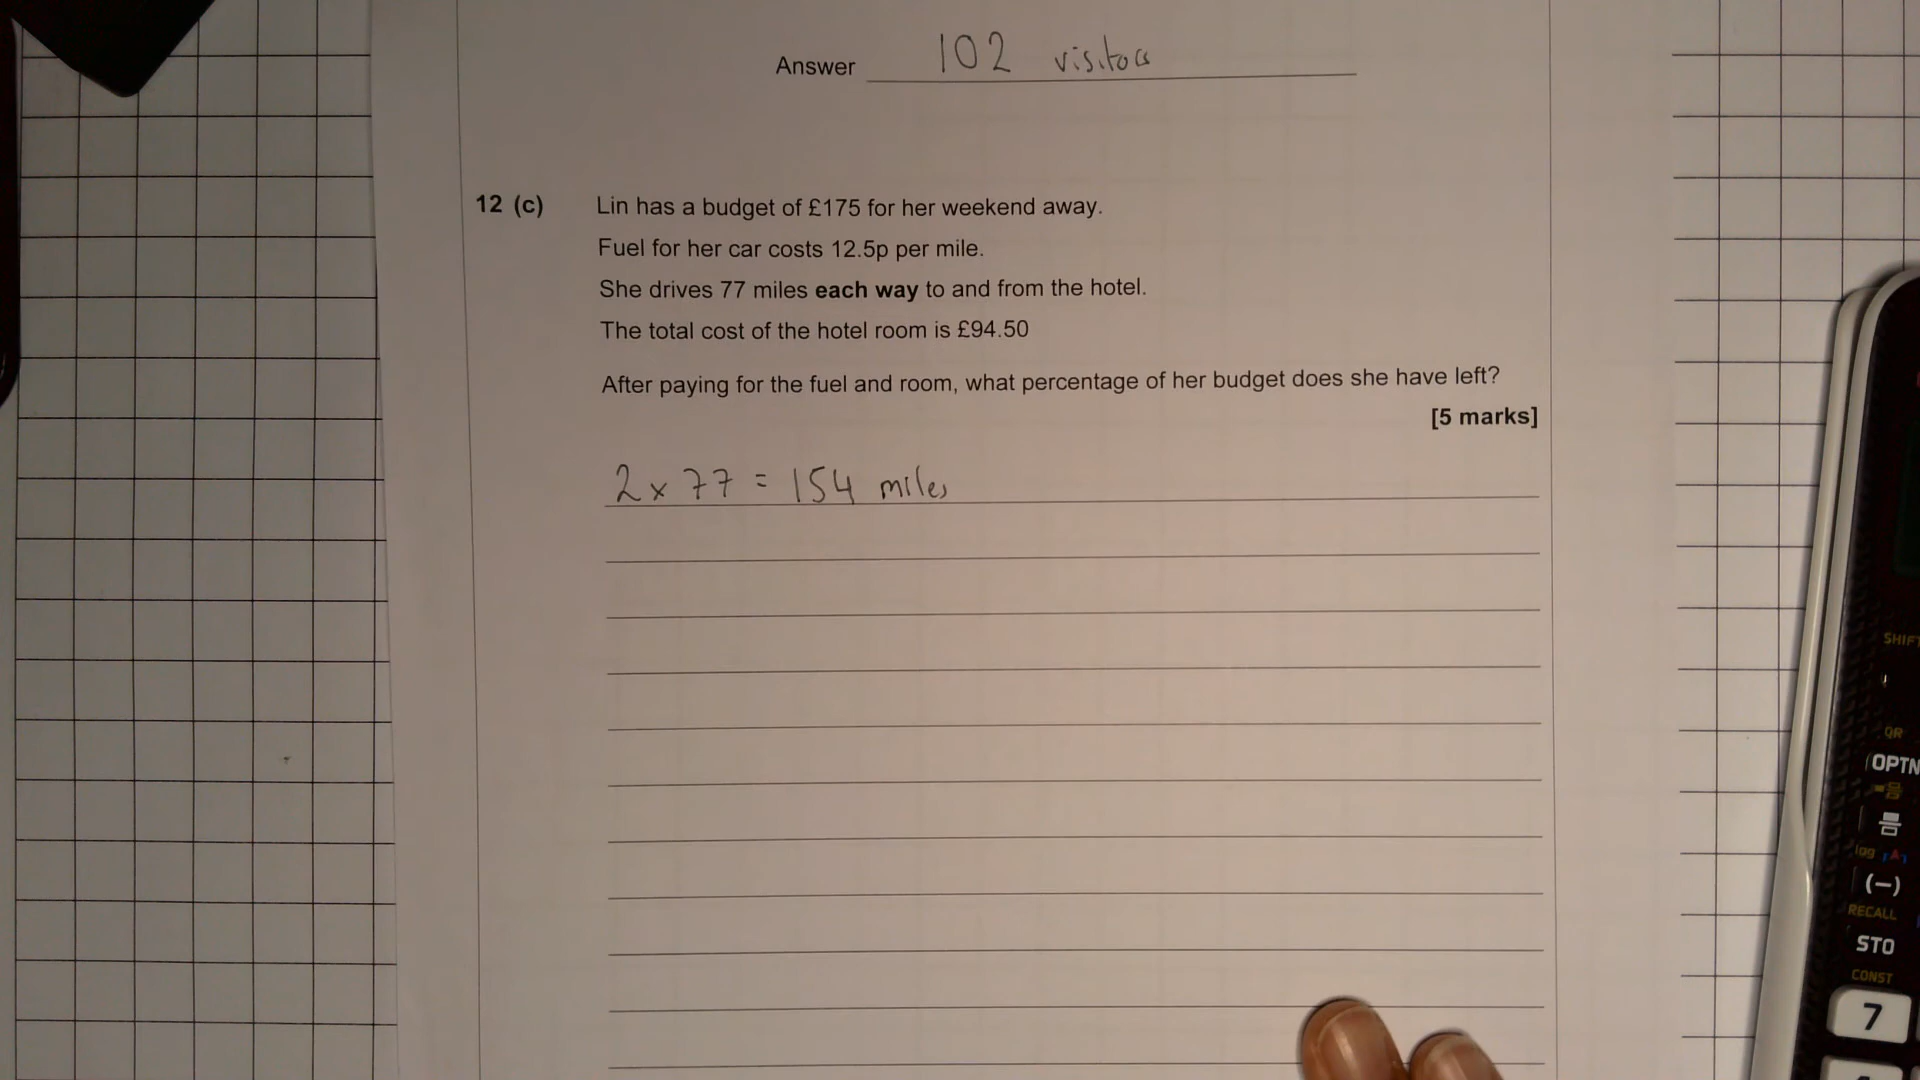 Answer 102 visitors
12 (c) Lin has a budget of £175 for her weekend away.
Fuel for her car costs 12.5p per mile.
She drives 77 miles each way to and from the hotel.
The total cost of the hotel room is £94.50
After paying for the fuel and room, what percentage of her budget does she have left?
[5 marks]
2 × 77 = 154 miles
SHIFT
QR
OPTN
log
(−)
RECALL
STO
CONST
7